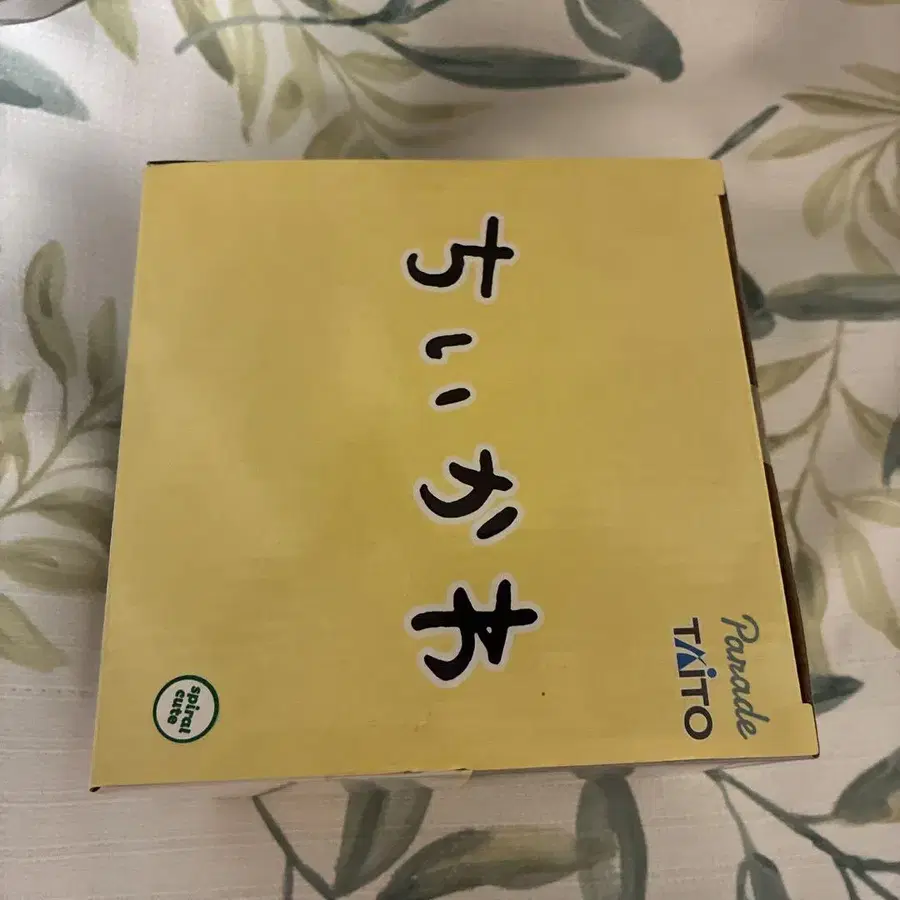 ちいかわ
Parade
TAITO
spiral
cute